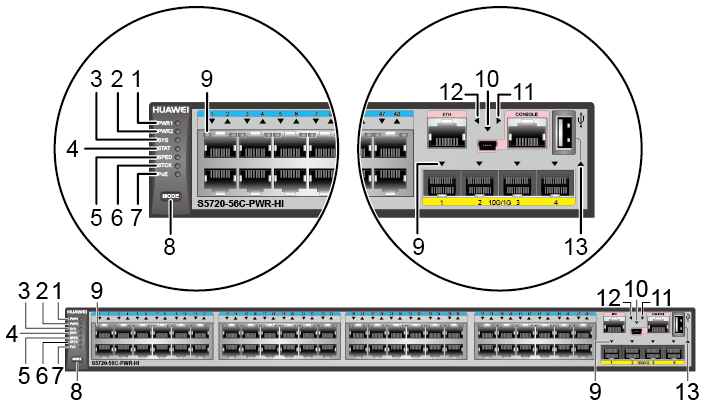 10
12 11
3 2 1 9
HUAWEI
1 2 3 4 5 6 7 47 48 ETH CONSOLE
PWR1
PWR2
SYS
4 STAT
SPED
STCK
PoE
MODE
S5720-56C-PWR-HI
1 2 10G/1G 3 4
5 6 7
8
9 13
3 2 1 9 12 10 11
HUAWEI
4
MODE
S5720-56C-PWR-HI
5 6 7
8 9 13